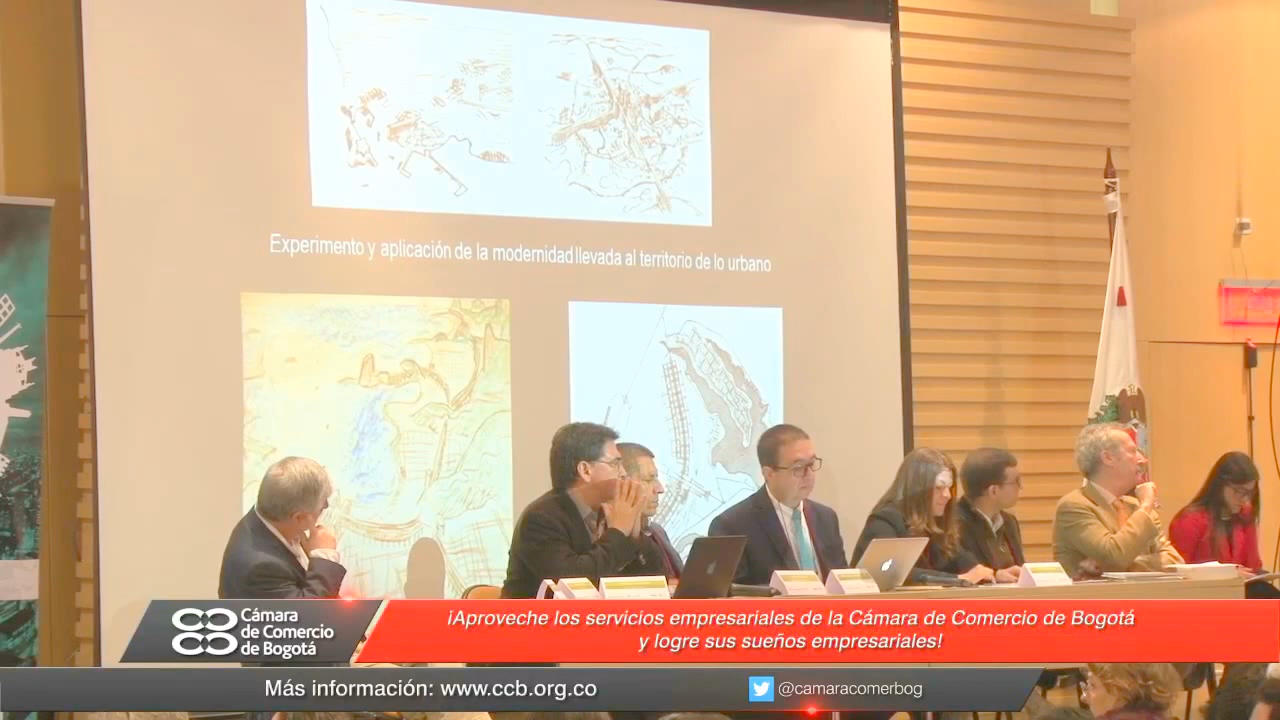 Experimento y aplicación de la modernidad llevada al territorio de lo urbano
Cámara
de Comercio
de Bogotá
¡Aproveche los servicios empresariales de la Cámara de Comercio de Bogotá
y logre sus sueños empresariales!
Más información: www.ccb.org.co
@camaracomerbog